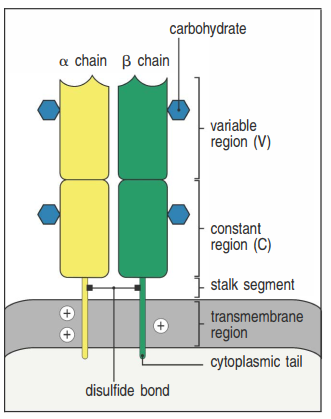 carbohydrate
α chain β chain
variable
region (V)
constant
region (C)
stalk segment
+
+
+
transmembrane
region
cytoplasmic tail
disulfide bond